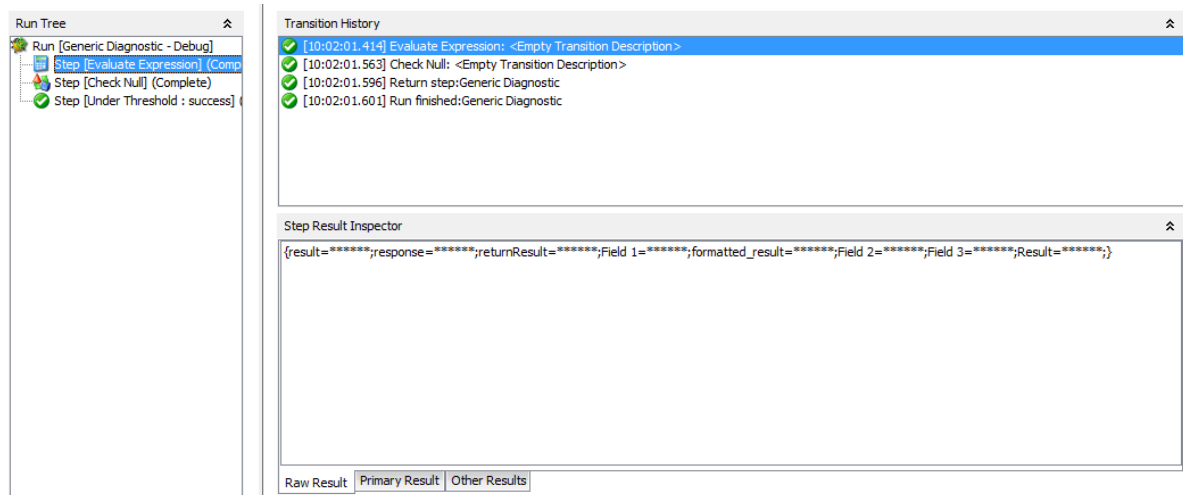 Run Tree
Run [Generic Diagnostic - Debug]
Step [Evaluate Expression] (Comp
Step [Check Null] (Complete)
Step [Under Threshold : success] (
Transition History
[10:02:01.414] Evaluate Expression: <Empty Transition Description>
[10:02:01.563] Check Null: <Empty Transition Description>
[10:02:01.596] Return step:Generic Diagnostic
[10:02:01.601] Run finished:Generic Diagnostic
Step Result Inspector
{result=******;response=******;returnResult=******;Field 1=******;formatted_result=******;Field 2=******;Field 3=******;Result=******;}
Raw Result Primary Result Other Results